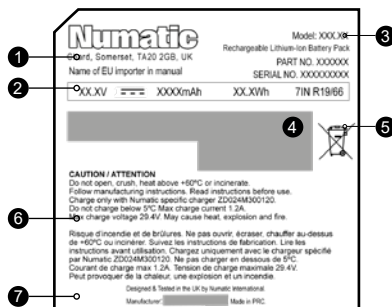 Numatic
Model: XXX.X
3
Rechargeable Lithium-Ion Battery Pack
1
Chard, Somerset, TA20 2GB, UK
PART NO. XXXXXX
Name of EU importer in manual
SERIAL NO. XXXXXXXXX
2
XX.XV XXXXmAh XX.XWh 7IN R19/66
4
5
CAUTION / ATTENTION
Do not open, crush, heat above +60°C or incinerate.
Follow manufacturing instructions. Read instructions before use.
Charge only with Numatic specific charger ZD024M300120.
Do not charge below 5°C Max charge current 1.2A.
6
Max charge voltage 29.4V. May cause heat, explosion and fire.
Risque d'incendie et de brûlures. Ne pas ouvrir, écraser, chauffer au-dessus
de +60°C ou incinérer. Suivez les instructions de fabrication. Lire les
instructions avant utilisation. Chargez uniquement avec le chargeur spécifié
par Numatic ZD024M300120. Ne pas charger en dessous de 5°C.
Courant de charge max 1.2A. Tension de charge maximale 29.4V.
Peut provoquer de la chaleur, une explosion et un incendie.
Designed & Tested in the UK by Numatic International.
7
Manufacturer: Made in PRC.